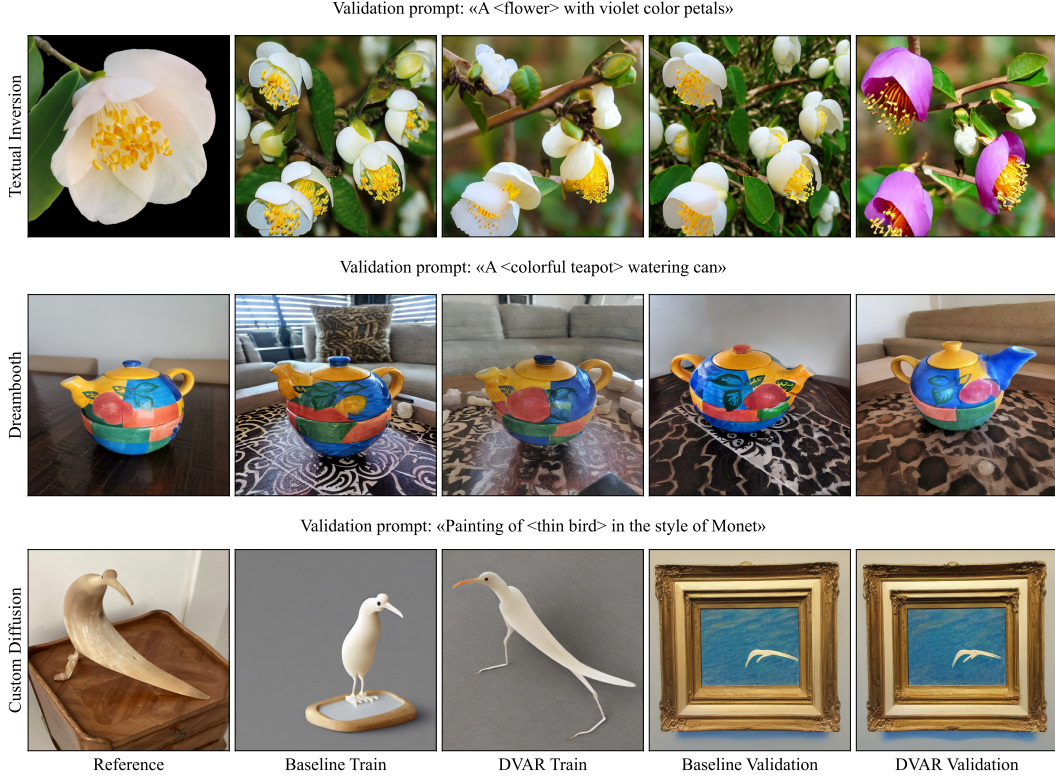 Validation prompt: «A <flower> with violet color petals»
Textual Inversion
Validation prompt: «A <colorful teapot> watering can»
Dreambooth
Validation prompt: «Painting of <thin bird> in the style of Monet»
Custom Diffusion
Reference
Baseline Train
DVAR Train
Baseline Validation
DVAR Validation